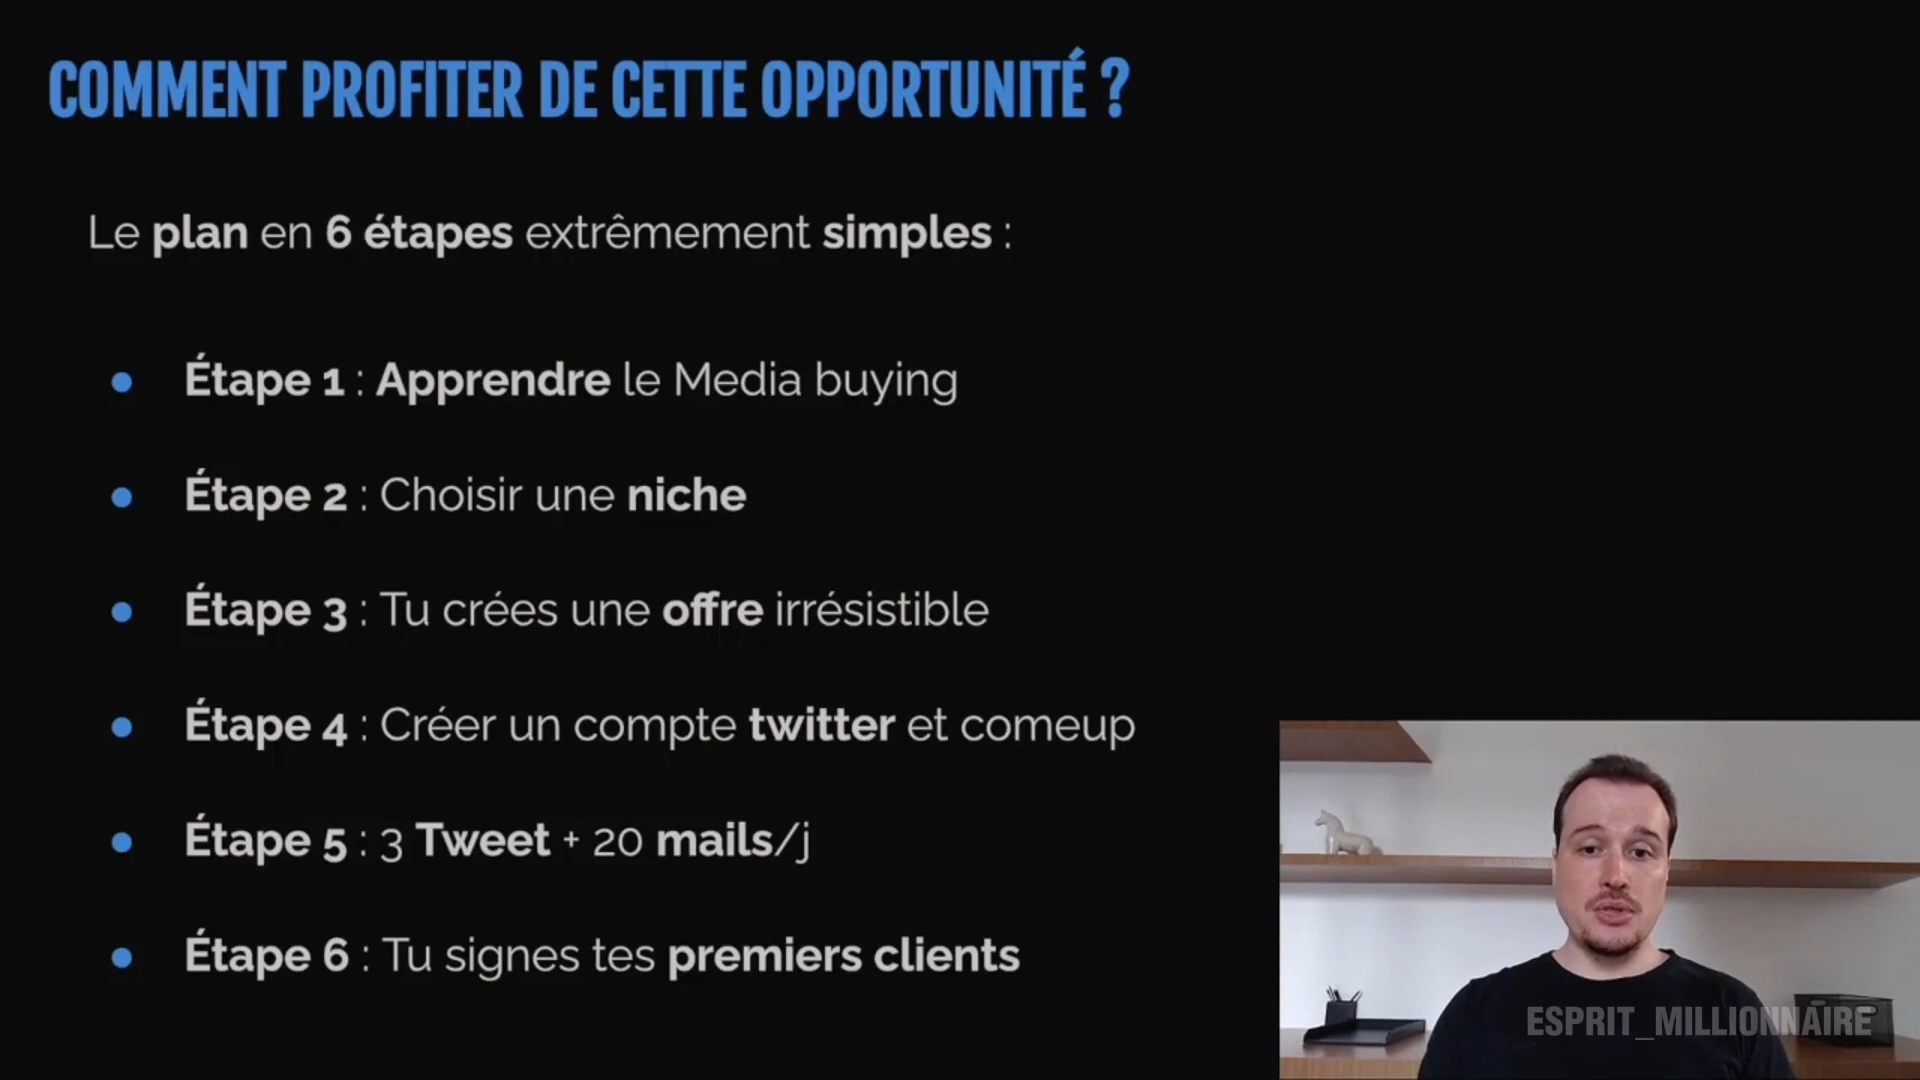 COMMENT PROFITER DE CETTE OPPORTUNITÉ ?
Le plan en 6 étapes extrêmement simples :
● Étape 1 : Apprendre le Media buying
● Étape 2 : Choisir une niche
● Étape 3 : Tu crées une offre irrésistible
● Étape 4 : Créer un compte twitter et comeup
● Étape 5 : 3 Tweet + 20 mails/j
● Étape 6 : Tu signes tes premiers clients
ESPRIT_MILLIONNAIRE